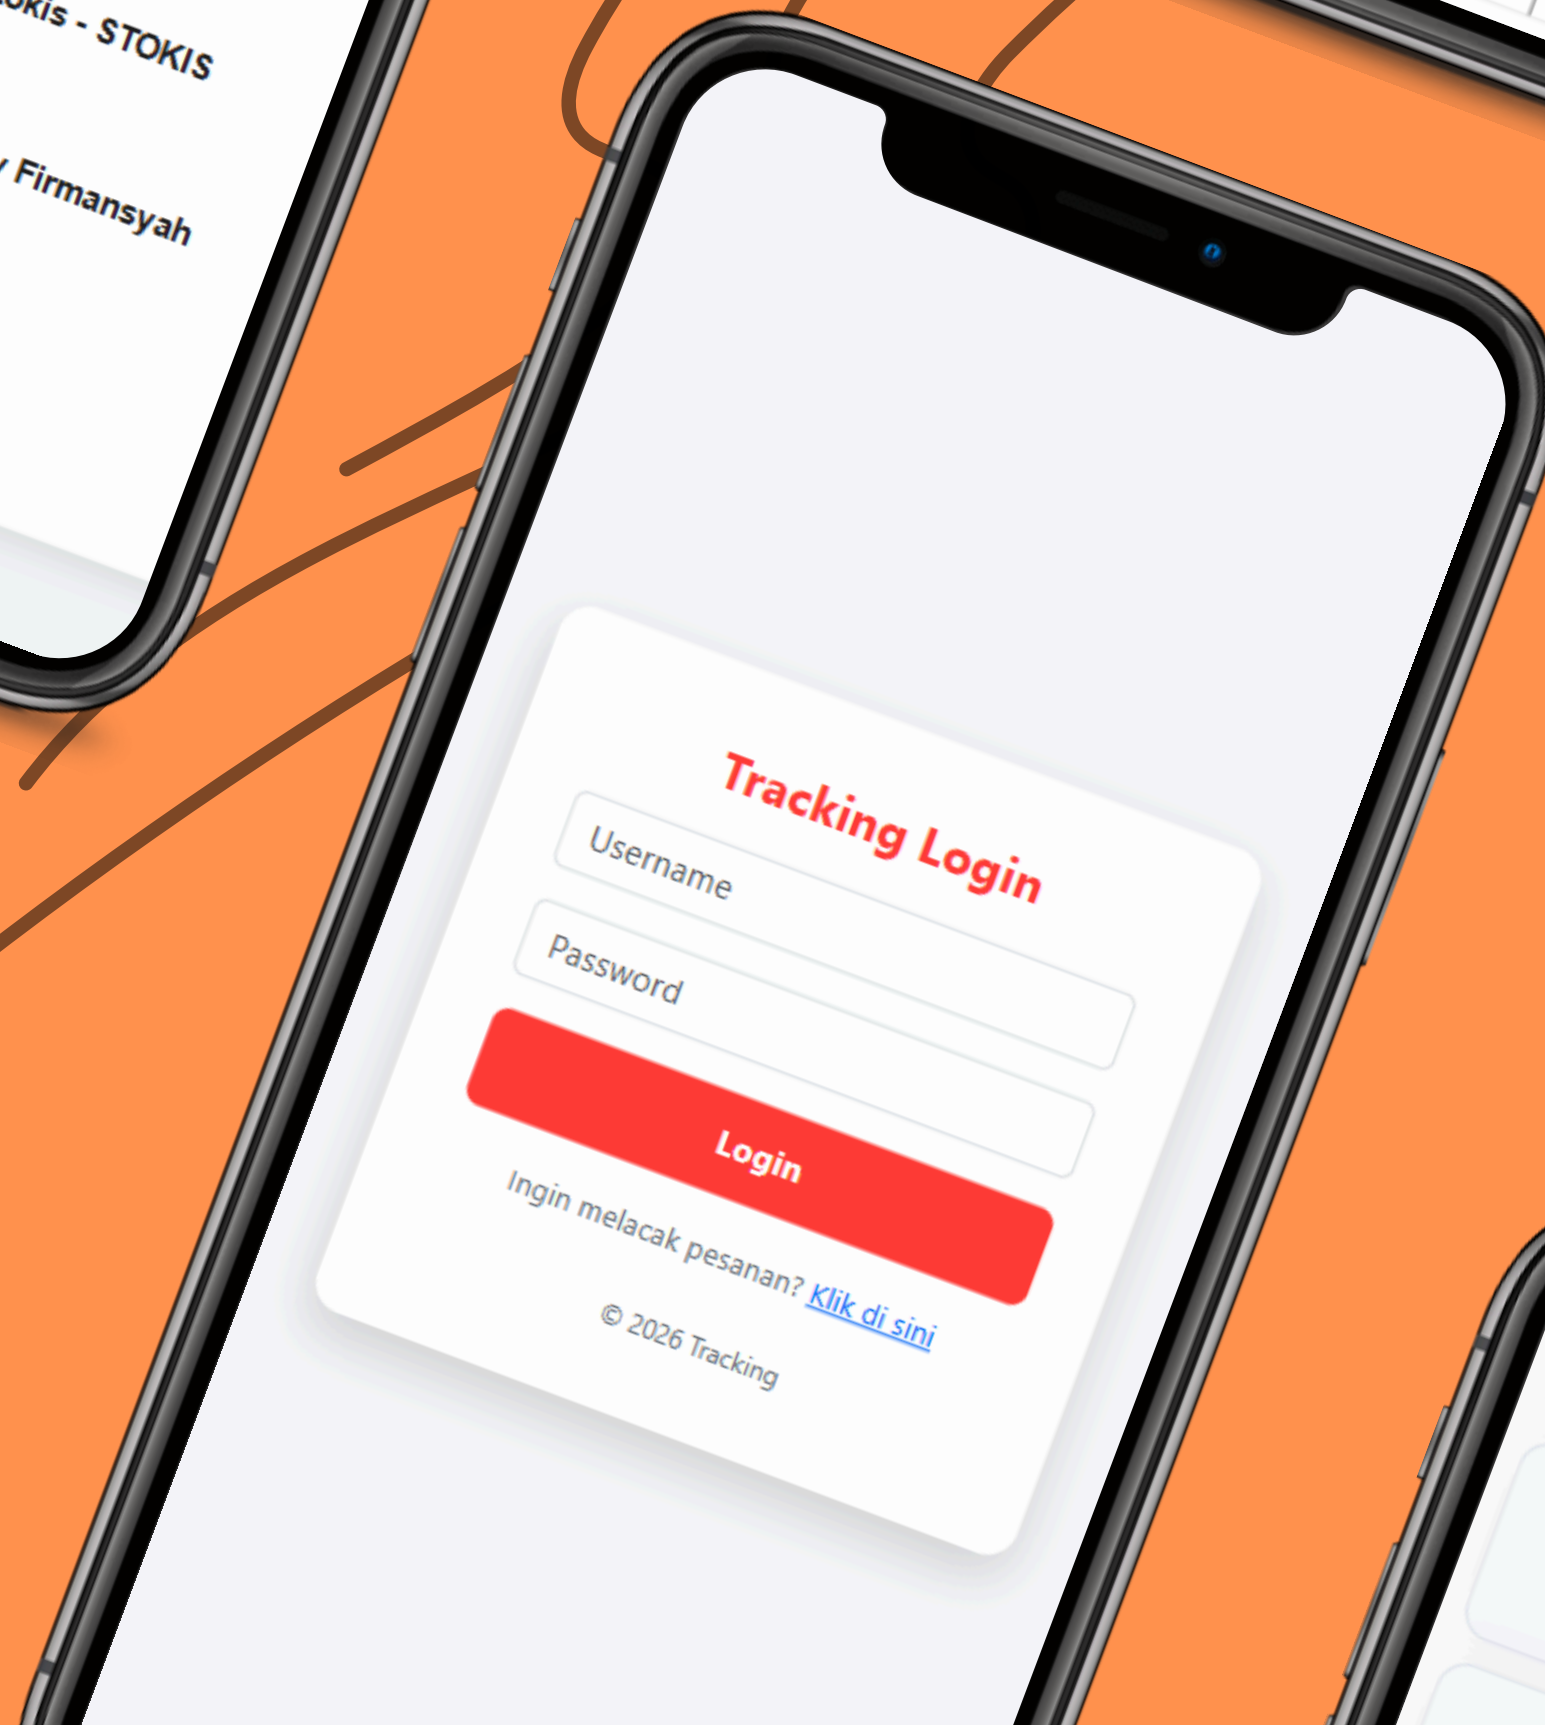 - STOKIS
Firmansyah
Tracking Login
Username
Password
Login
Ingin melacak pesanan? Klik di sini
© 2026 Tracking